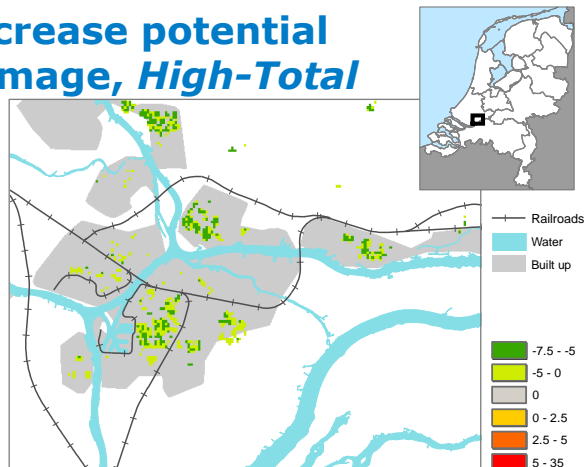 crease potential
mage, High-Total
Railroads
Water
Built up
-7.5 - -5
-5 - 0
0
0 - 2.5
2.5 - 5
5 - 35